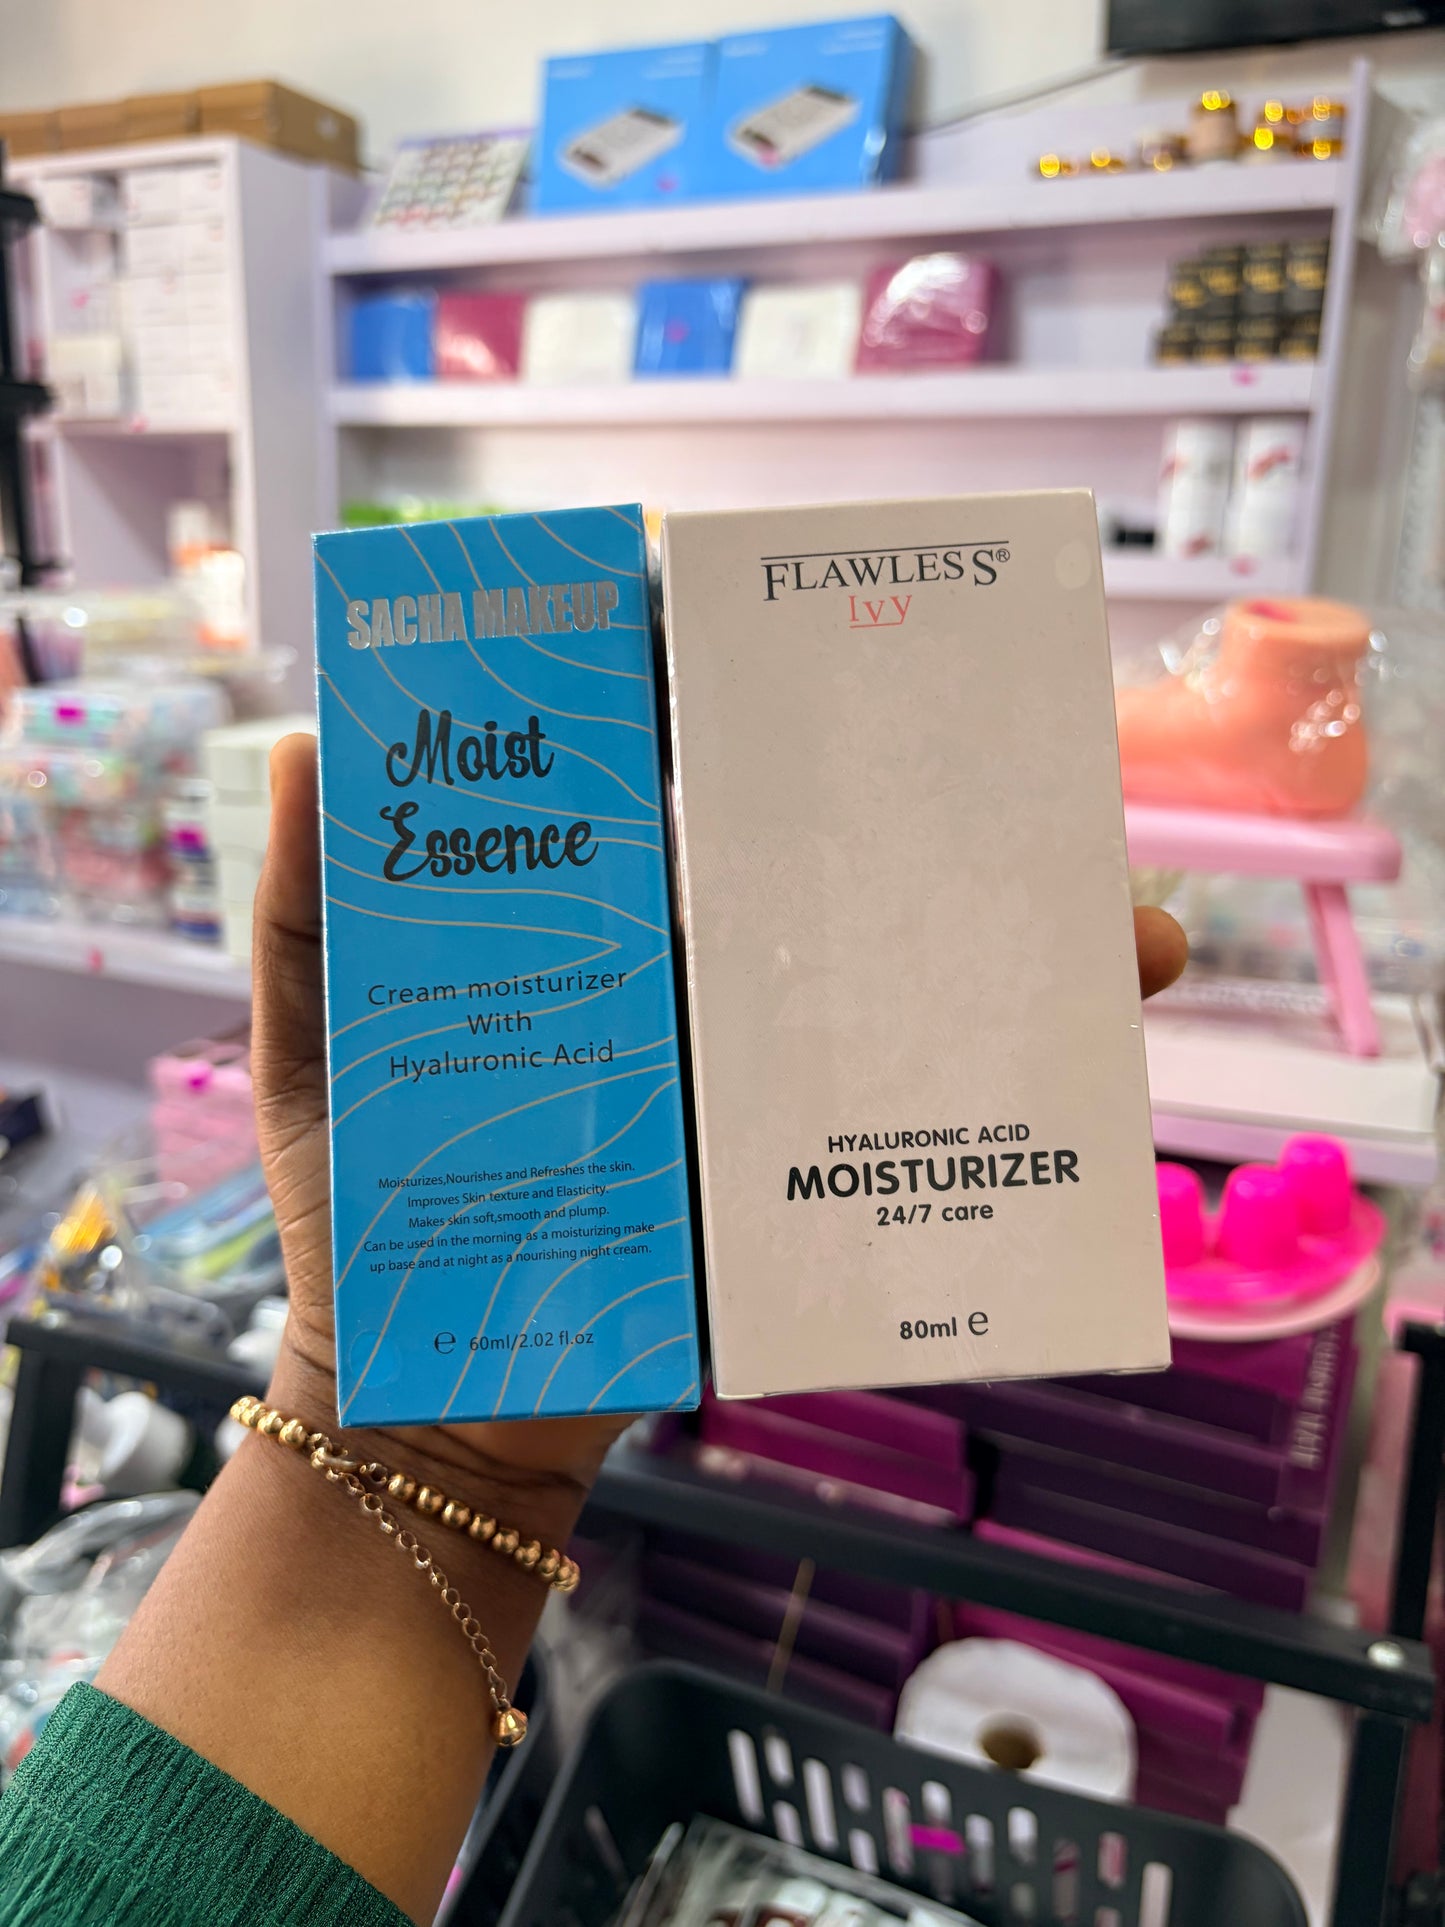 SACHA MAKEUP
Moist
Essence
Cream moisturizer
With
Hyaluronic Acid
Moisturizes,Nourishes and Refreshes the skin.
Improves Skin texture and Elasticity.
Makes skin soft,smooth and plump.
Can be used in the morning as a moisturizing make
up base and at night as a nourishing night cream.
℮ 60ml/2.02 fl.oz
FLAWLESS®
Ivy
HYALURONIC ACID
MOISTURIZER
24/7 care
80ml ℮